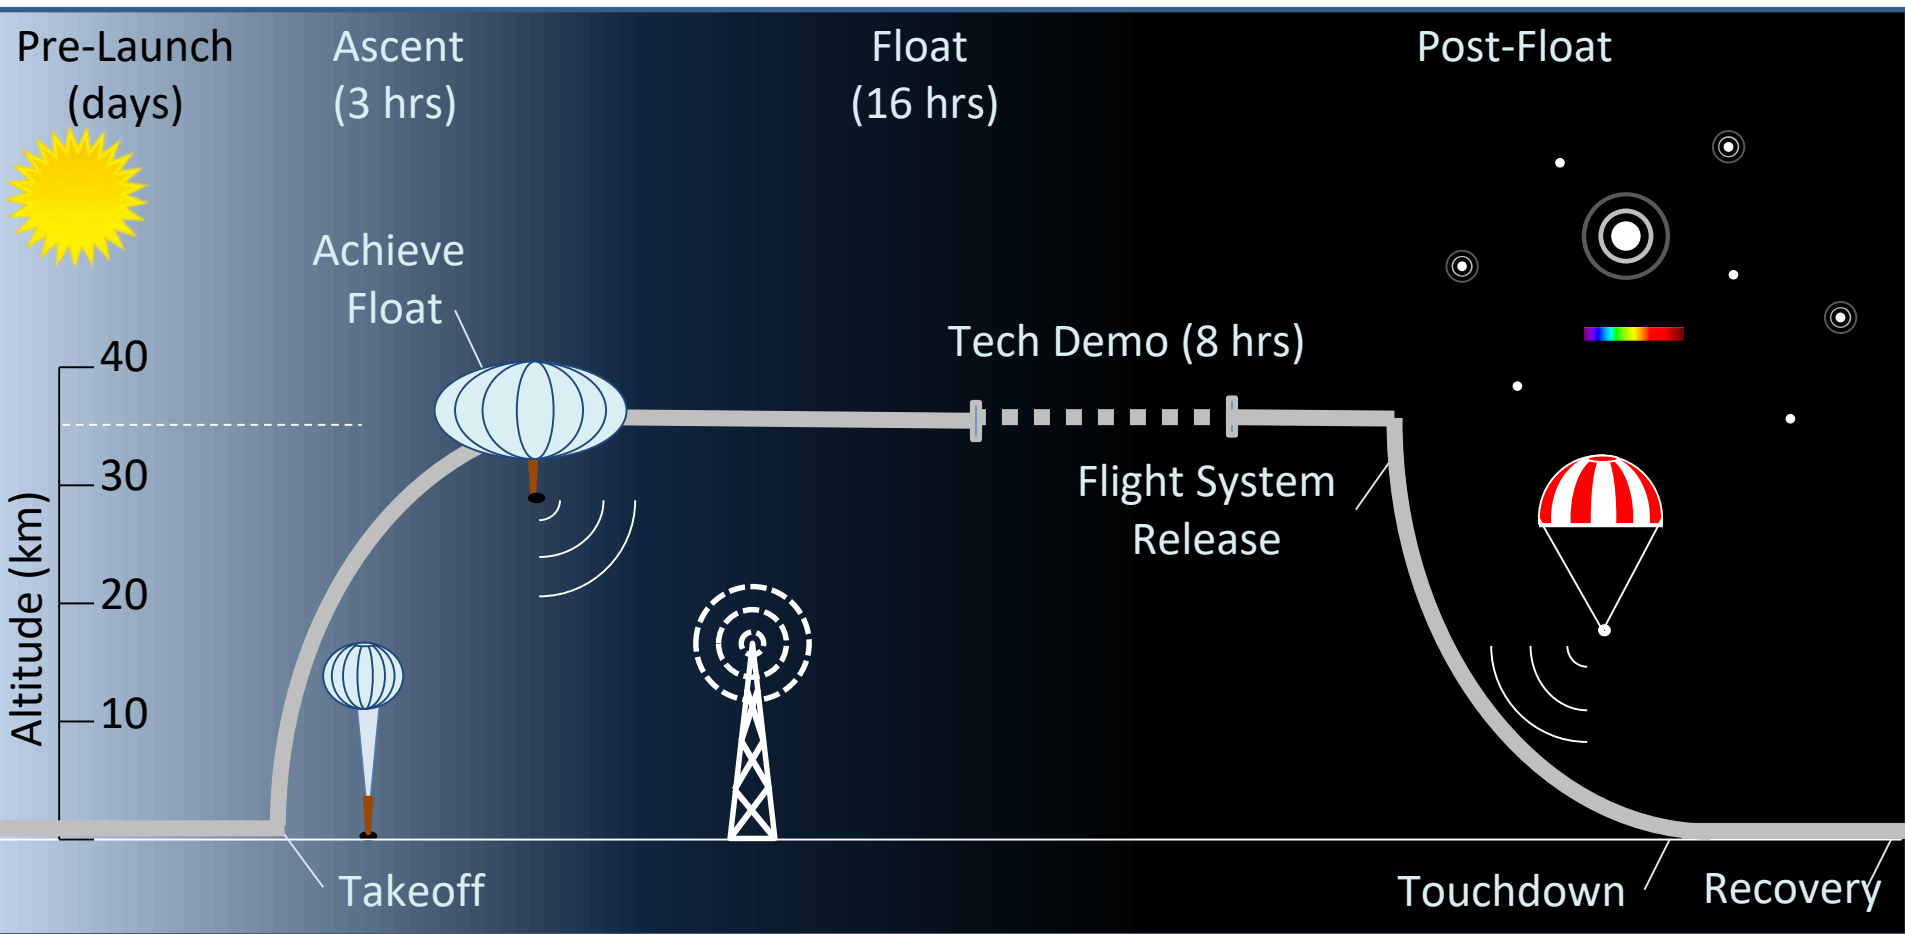 Pre-Launch
(days)
Ascent
(3 hrs)
Float
(16 hrs)
Post-Float
Achieve
Float
Tech Demo (8 hrs)
40
30
20
10
Altitude (km)
Flight System
Release
Takeoff
Touchdown
Recovery